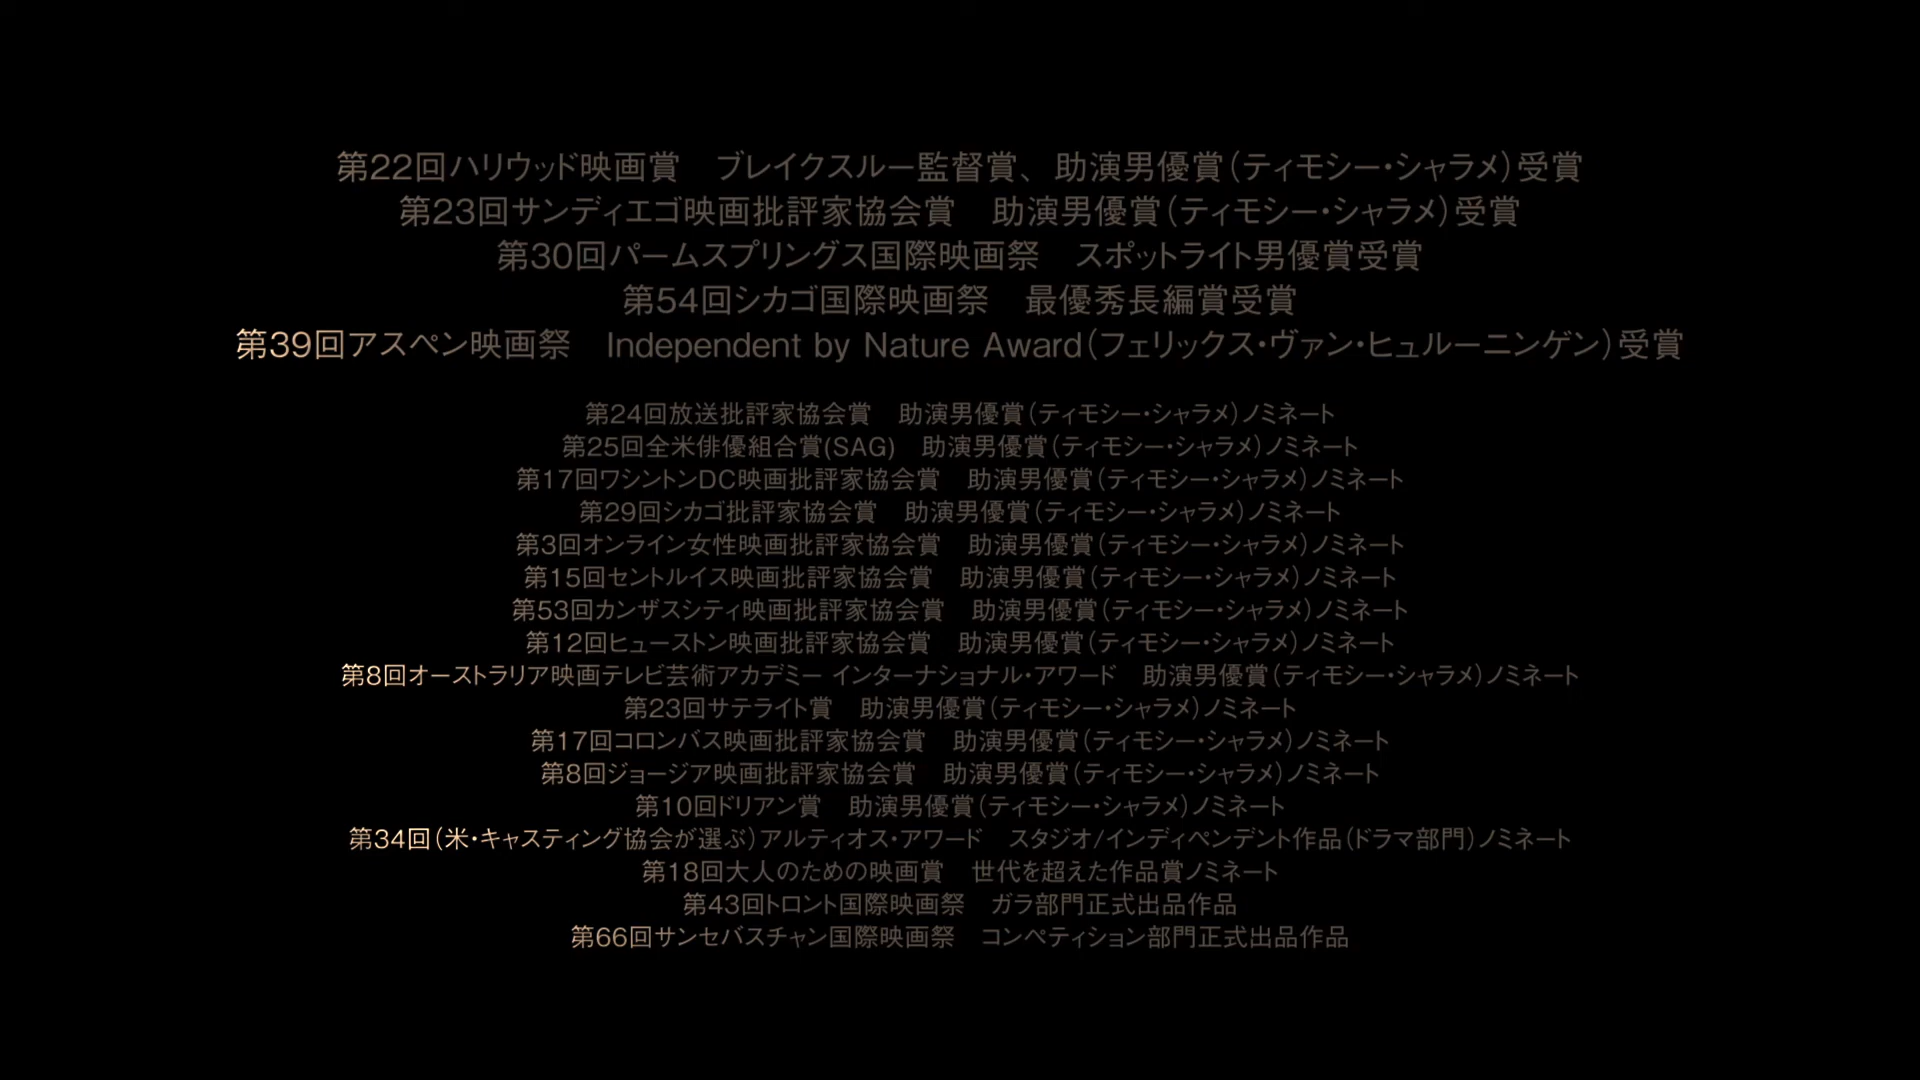 第22回ハリウッド映画賞　ブレイクスルー監督賞、助演男優賞（ティモシー・シャラメ）受賞
第23回サンディエゴ映画批評家協会賞　助演男優賞（ティモシー・シャラメ）受賞
第30回パームスプリングス国際映画祭　スポットライト男優賞受賞
第54回シカゴ国際映画祭　最優秀長編賞受賞
第39回アスペン映画祭　Independent by Nature Award（フェリックス・ヴァン・ヒュルーニンゲン）受賞
第24回放送批評家協会賞　助演男優賞（ティモシー・シャラメ）ノミネート
第25回全米俳優組合賞(SAG)　助演男優賞（ティモシー・シャラメ）ノミネート
第17回ワシントンDC映画批評家協会賞　助演男優賞（ティモシー・シャラメ）ノミネート
第29回シカゴ批評家協会賞　助演男優賞（ティモシー・シャラメ）ノミネート
第3回オンライン女性映画批評家協会賞　助演男優賞（ティモシー・シャラメ）ノミネート
第15回セントルイス映画批評家協会賞　助演男優賞（ティモシー・シャラメ）ノミネート
第53回カンザスシティ映画批評家協会賞　助演男優賞（ティモシー・シャラメ）ノミネート
第12回ヒューストン映画批評家協会賞　助演男優賞（ティモシー・シャラメ）ノミネート
第8回オーストラリア映画テレビ芸術アカデミー インターナショナル・アワード　助演男優賞（ティモシー・シャラメ）ノミネート
第23回サテライト賞　助演男優賞（ティモシー・シャラメ）ノミネート
第17回コロンバス映画批評家協会賞　助演男優賞（ティモシー・シャラメ）ノミネート
第8回ジョージア映画批評家協会賞　助演男優賞（ティモシー・シャラメ）ノミネート
第10回ドリアン賞　助演男優賞（ティモシー・シャラメ）ノミネート
第34回（米・キャスティング協会が選ぶ）アルティオス・アワード　スタジオ/インディペンデント作品（ドラマ部門）ノミネート
第18回大人のための映画賞　世代を超えた作品賞ノミネート
第43回トロント国際映画祭　ガラ部門正式出品作品
第66回サンセバスチャン国際映画祭　コンペティション部門正式出品作品